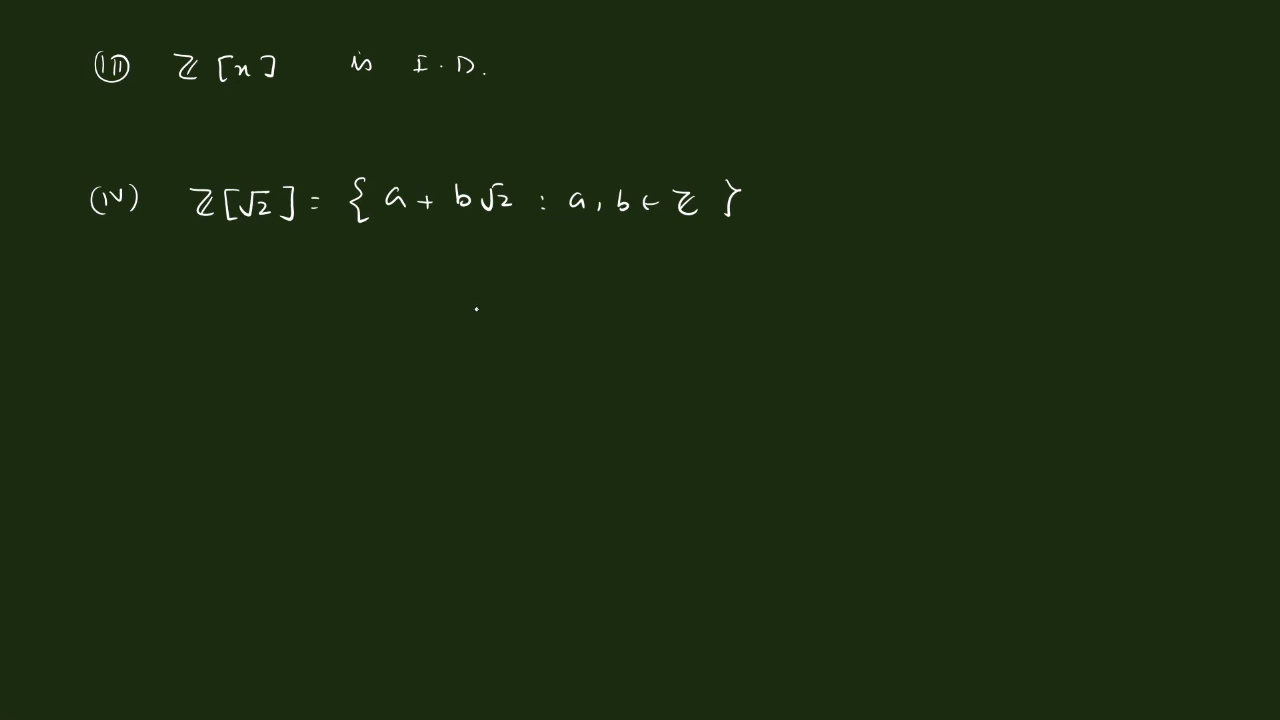 (III) ℤ [x] is I.D.
(IV) ℤ[√2] = { a + b√2 : a, b ∈ ℤ }